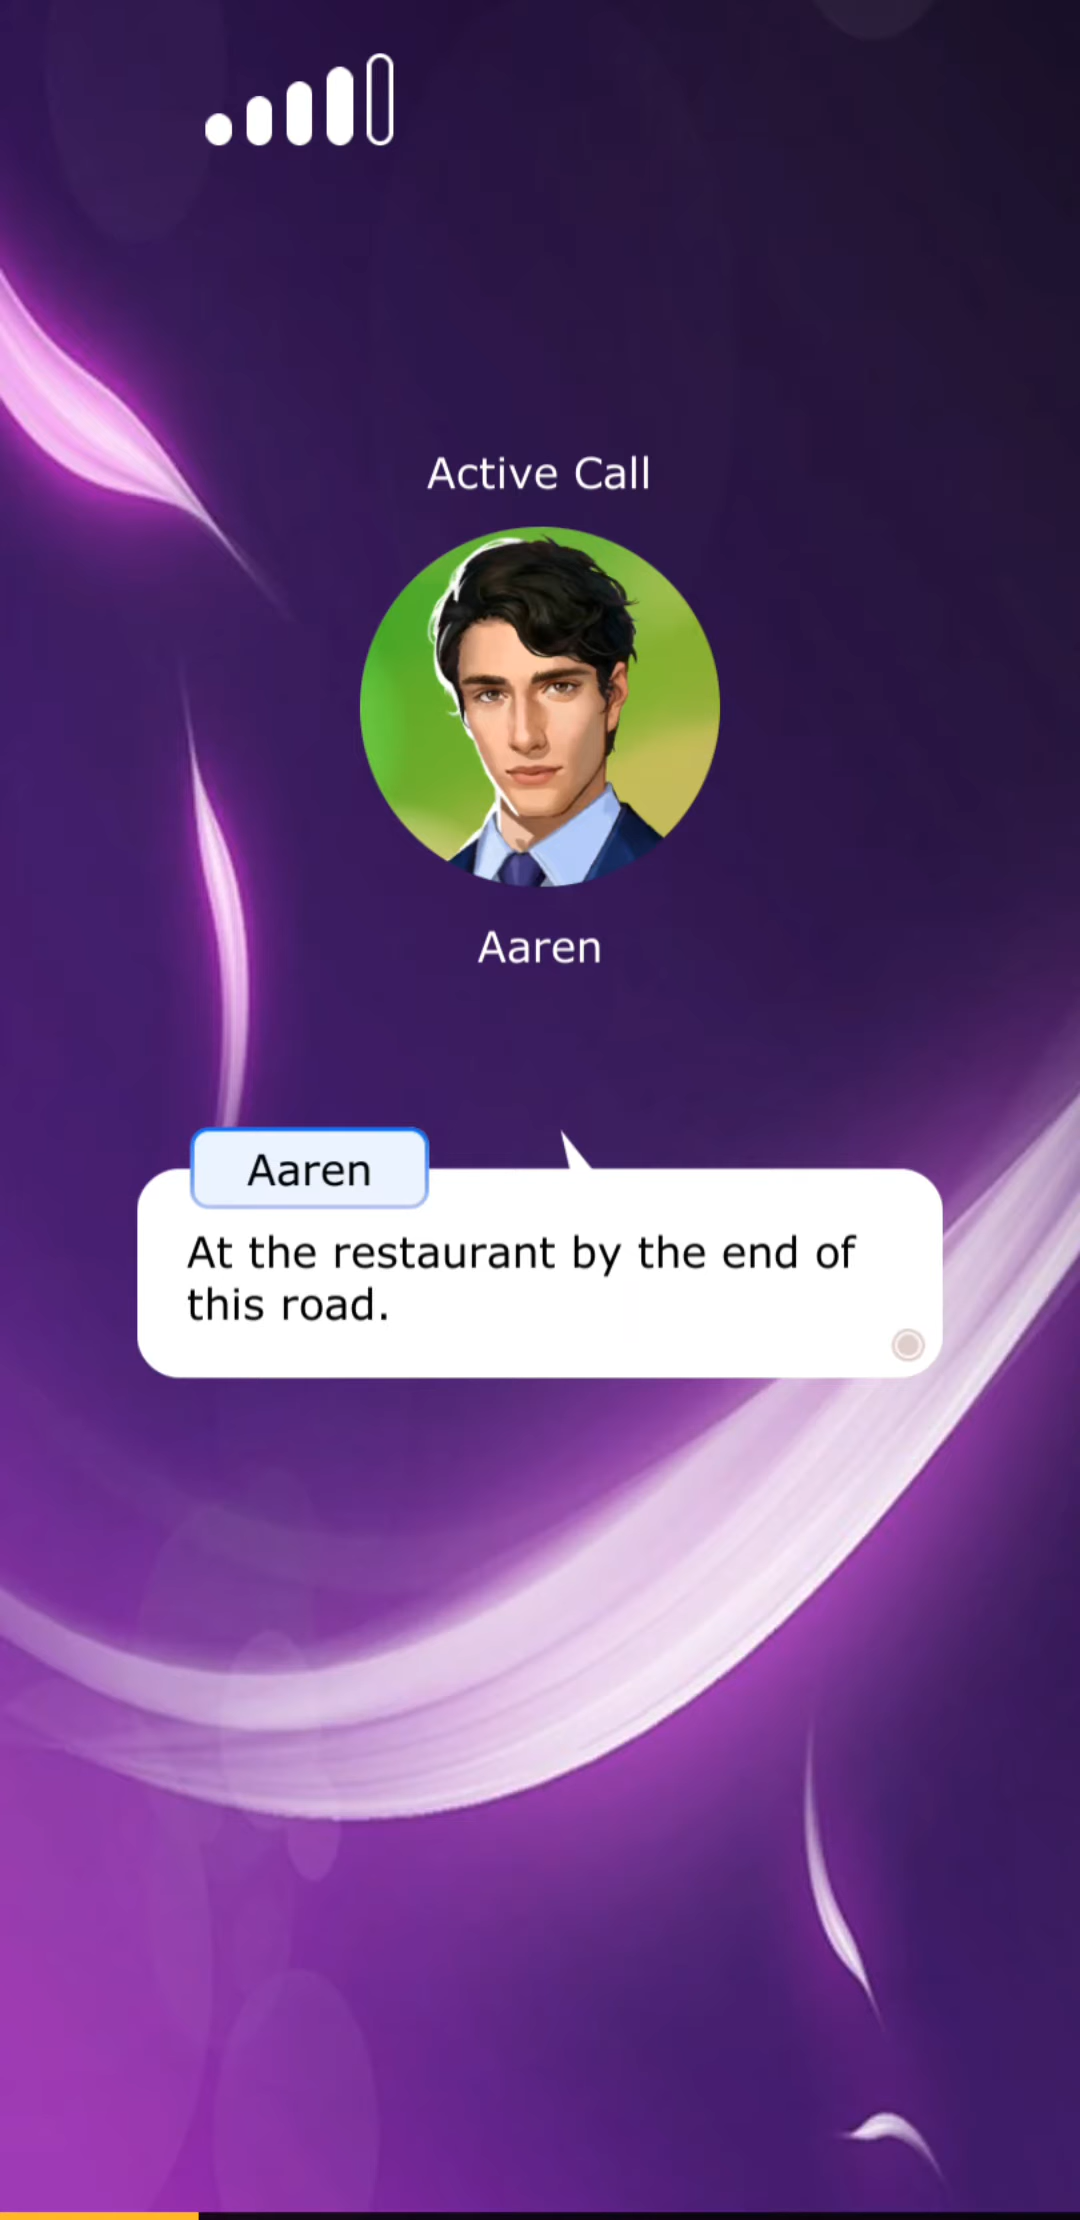 Active Call
Aaren
Aaren
At the restaurant by the end of
this road.